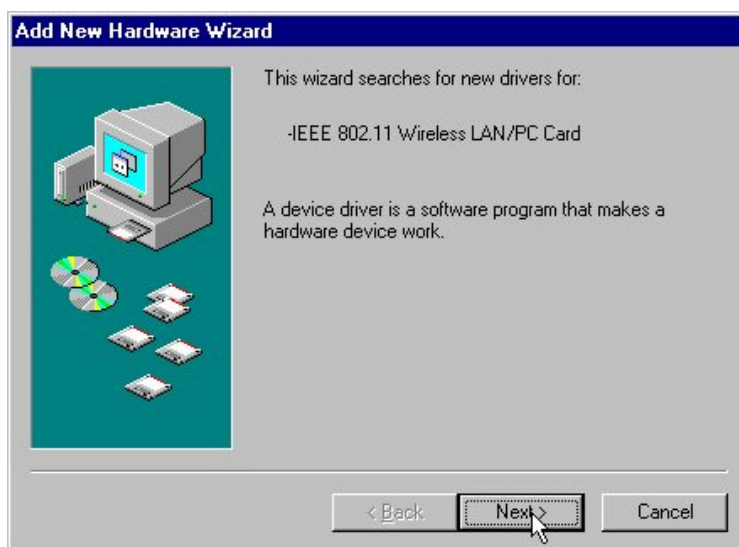 Add New Hardware Wizard
This wizard searches for new drivers for:
-IEEE 802.11 Wireless LAN/PC Card
A device driver is a software program that makes a
hardware device work.
< Back
Next >
Cancel